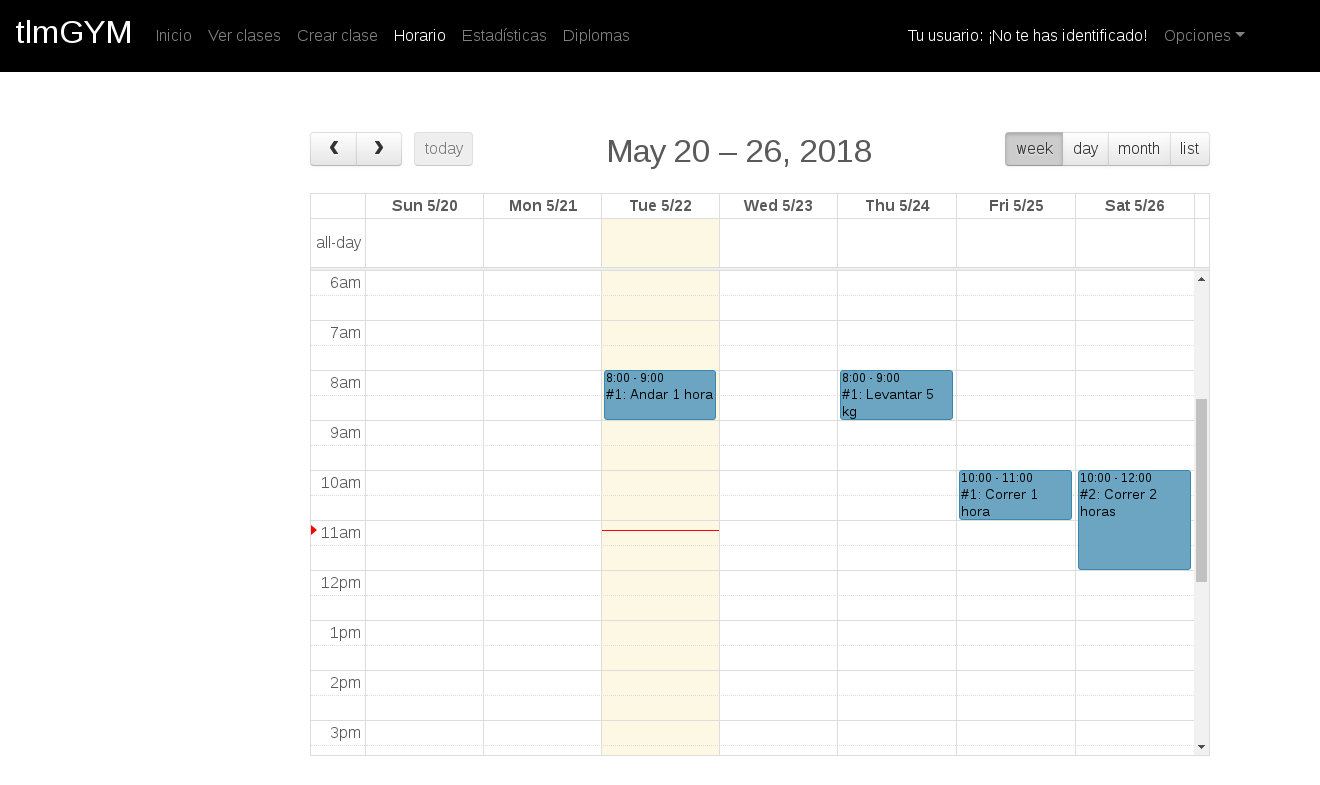 tlmGYM Inicio Ver clases Crear clase Horario Estadísticas Diplomas Tu usuario: ¡No te has identificado! Opciones
today May 20 – 26, 2018 week day month list
Sun 5/20 Mon 5/21 Tue 5/22 Wed 5/23 Thu 5/24 Fri 5/25 Sat 5/26
all-day
6am
7am
8am
8:00 - 9:00
#1: Andar 1 hora
8:00 - 9:00
#1: Levantar 5
kg
9am
10am
10:00 - 11:00
#1: Correr 1
hora
10:00 - 12:00
#2: Correr 2
horas
11am
12pm
1pm
2pm
3pm